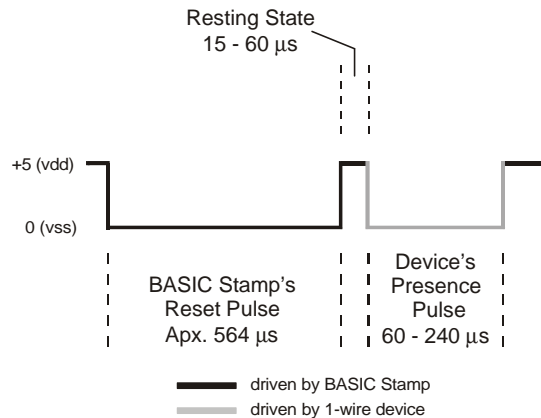 Resting State
15 - 60 μs
+5 (vdd)
0 (vss)
BASIC Stamp's
Reset Pulse
Apx. 564 μs
Device's
Presence
Pulse
60 - 240 μs
driven by BASIC Stamp
driven by 1-wire device